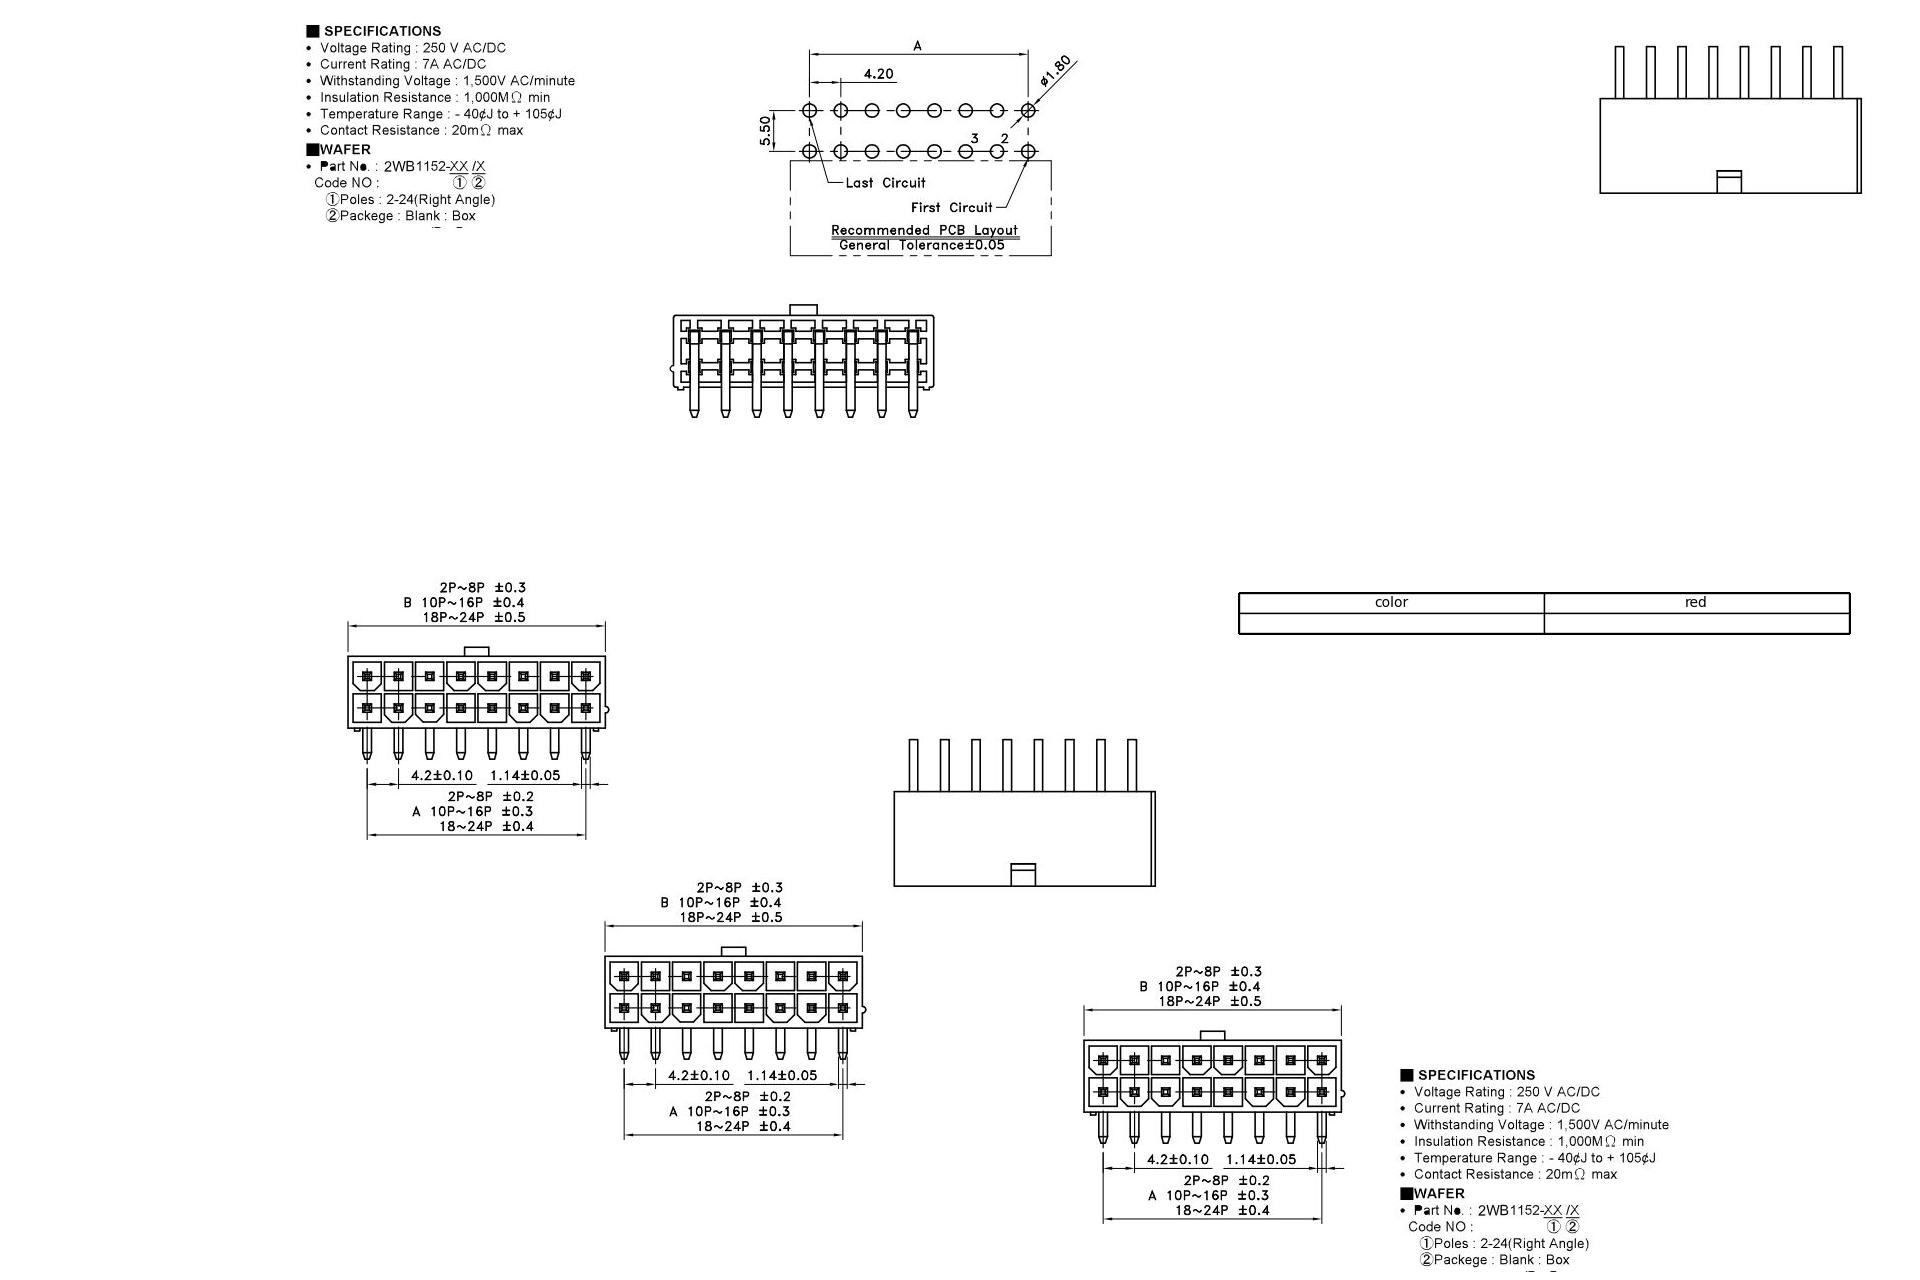 ■ SPECIFICATIONS
• Voltage Rating : 250 V AC/DC
• Current Rating : 7A AC/DC
• Withstanding Voltage : 1,500V AC/minute
• Insulation Resistance : 1,000MΩ min
• Temperature Range : - 40¢J to + 105¢J
• Contact Resistance : 20mΩ max
■WAFER
• Part No. : 2WB1152-XX /X
Code NO : ① ②
①Poles : 2-24(Right Angle)
②Packege : Blank : Box
A
4.20
ø1.80
5.50
3 2
Last Circuit
First Circuit
Recommended PCB Layout
General Tolerance±0.05
2P~8P ±0.3
B 10P~16P ±0.4
18P~24P ±0.5
4.2±0.10 1.14±0.05
2P~8P ±0.2
A 10P~16P ±0.3
18~24P ±0.4
color red
2P~8P ±0.3
B 10P~16P ±0.4
18P~24P ±0.5
4.2±0.10 1.14±0.05
2P~8P ±0.2
A 10P~16P ±0.3
18~24P ±0.4
2P~8P ±0.3
B 10P~16P ±0.4
18P~24P ±0.5
4.2±0.10 1.14±0.05
2P~8P ±0.2
A 10P~16P ±0.3
18~24P ±0.4
■ SPECIFICATIONS
• Voltage Rating : 250 V AC/DC
• Current Rating : 7A AC/DC
• Withstanding Voltage : 1,500V AC/minute
• Insulation Resistance : 1,000MΩ min
• Temperature Range : - 40¢J to + 105¢J
• Contact Resistance : 20mΩ max
■WAFER
• Part No. : 2WB1152-XX /X
Code NO : ① ②
①Poles : 2-24(Right Angle)
②Packege : Blank : Box